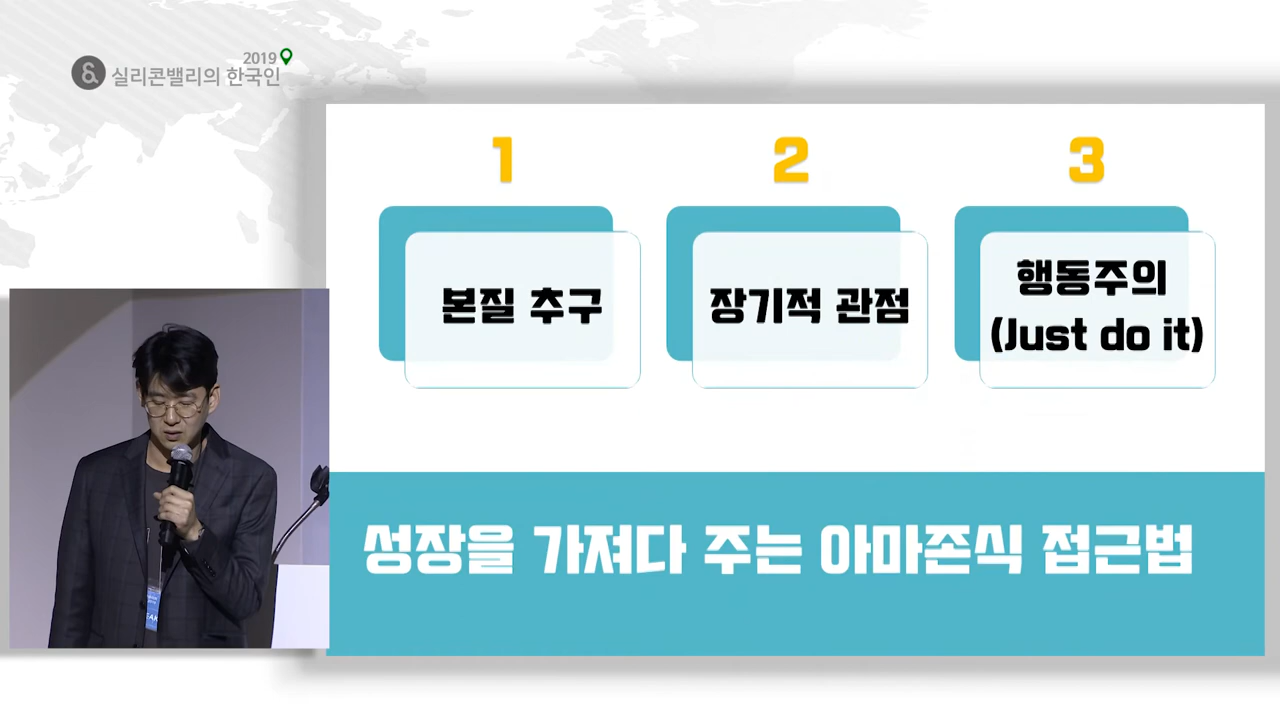 2019
& 실리콘밸리의 한국인
1
2
3
본질 추구
장기적 관점
행동주의
(Just do it)
성장을 가져다 주는 아마존식 접근법